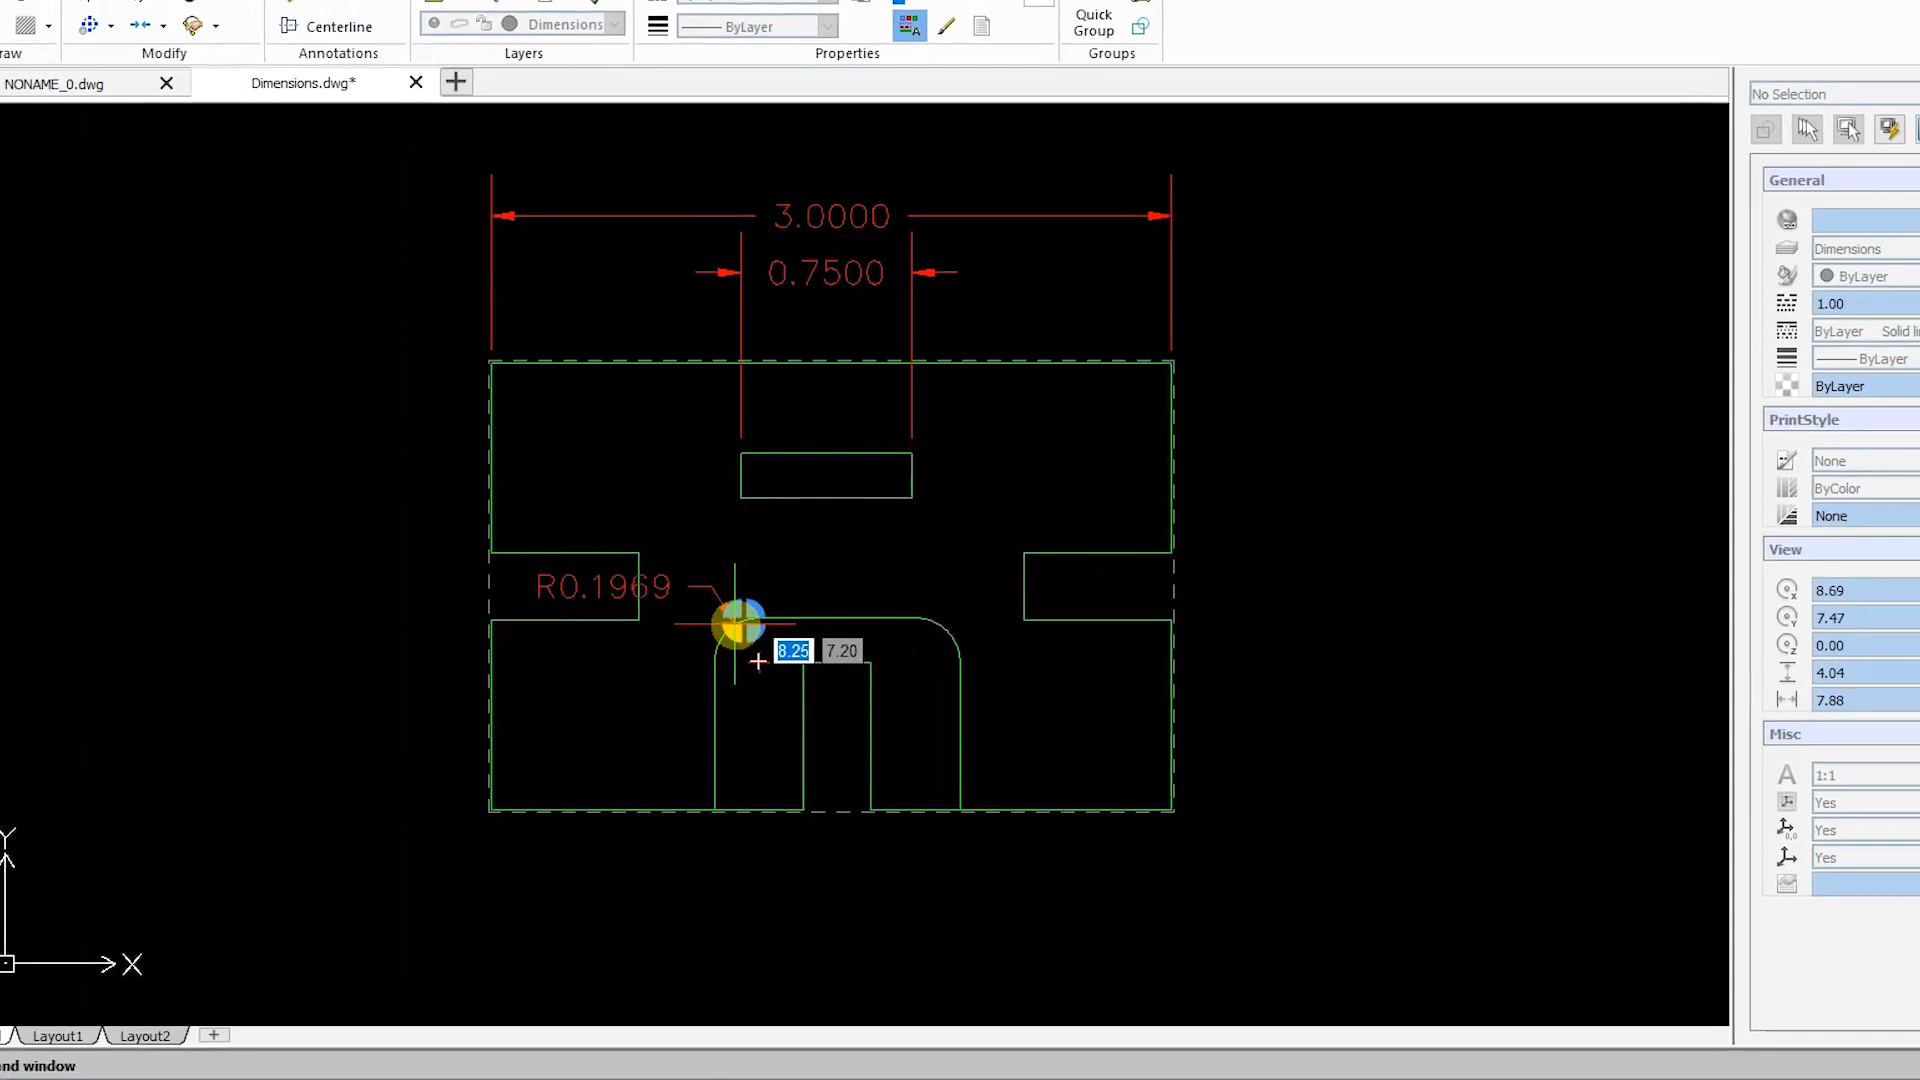 Centerline
Dimensions
ByLayer
Quick
Group
raw
Modify
Annotations
Layers
Properties
Groups
NONAME_0.dwg
Dimensions.dwg*
No Selection
3.0000
0.7500
R0.1969
8.25 7.20
Y
X
General
Dimensions
ByLayer
1.00
ByLayer Solid li
ByLayer
ByLayer
PrintStyle
None
ByColor
None
View
8.69
7.47
0.00
4.04
7.88
Misc
1:1
Yes
Yes
Yes
Layout1
Layout2
nd window